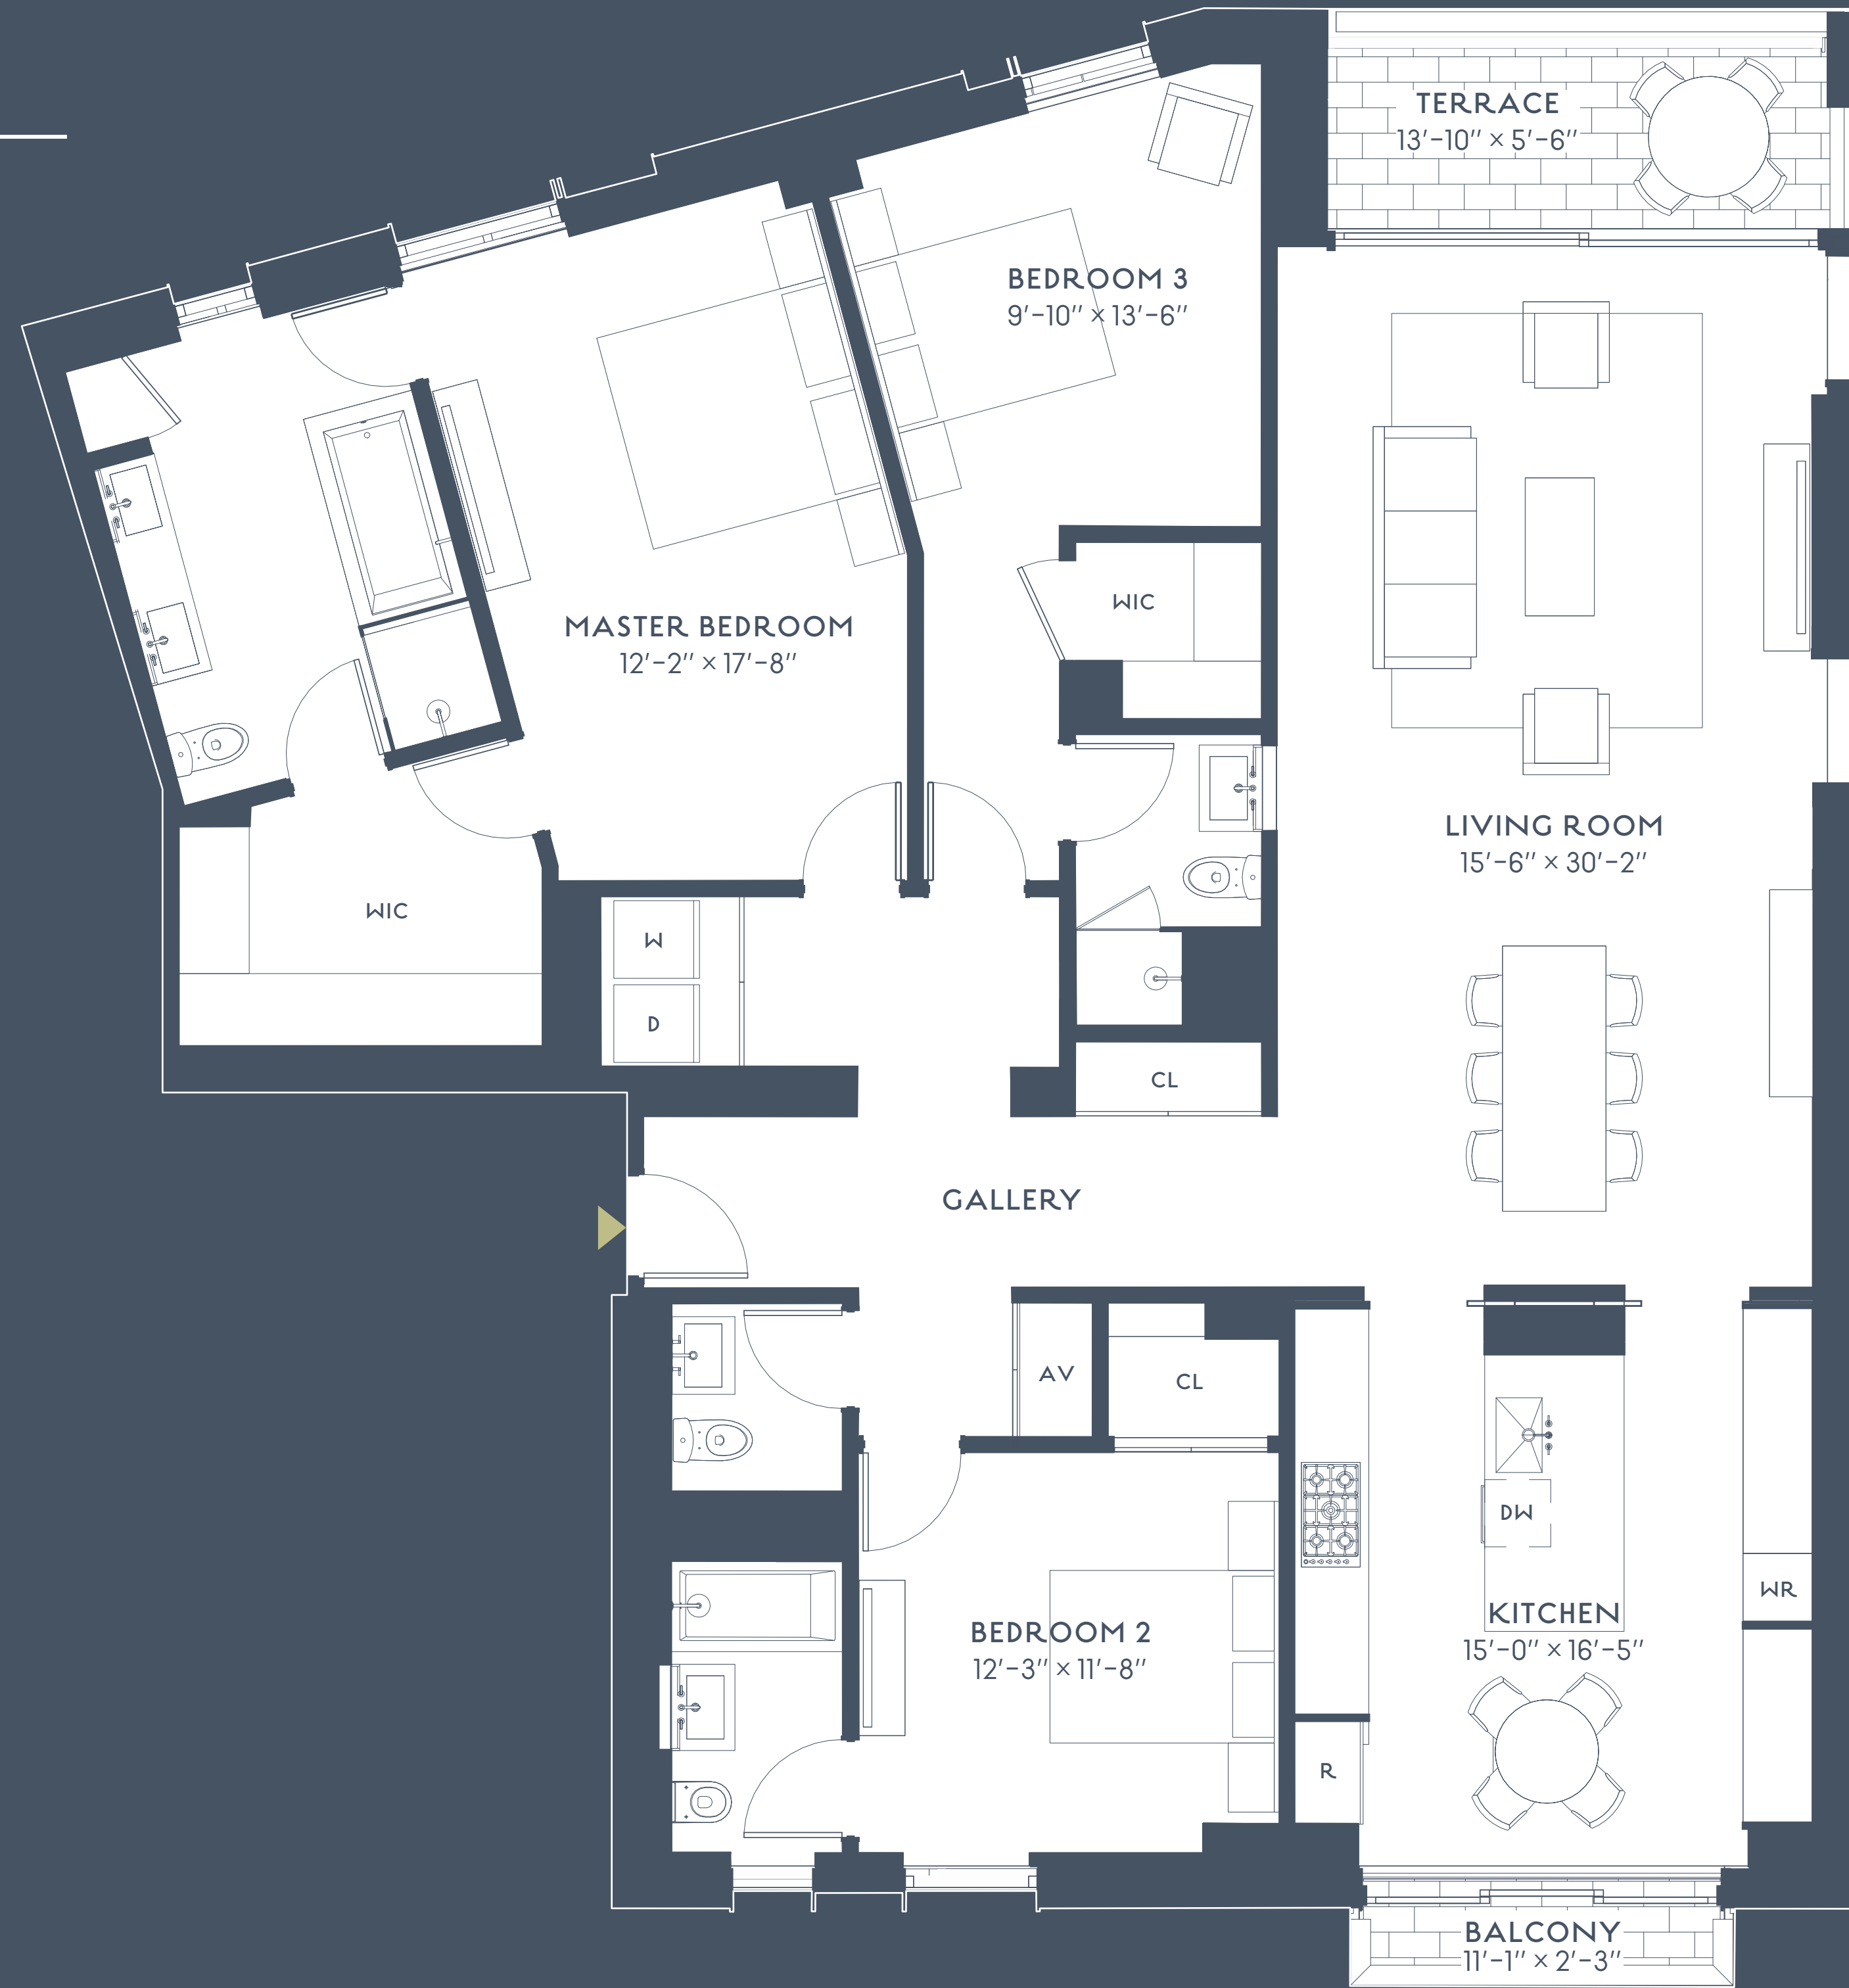 TERRACE
13'-10" × 5'-6"
BEDROOM 3
9'-10" × 13'-6"
WIC
MASTER BEDROOM
12'-2" × 17'-8"
LIVING ROOM
15'-6" × 30'-2"
WIC
W
D
CL
GALLERY
AV
CL
DW
WR
KITCHEN
15'-0" × 16'-5"
BEDROOM 2
12'-3" × 11'-8"
R
BALCONY
11'-1" × 2'-3"